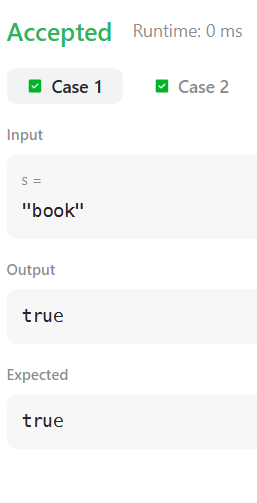 Accepted Runtime: 0 ms
Case 1 Case 2
Input
s =
"book"
Output
true
Expected
true